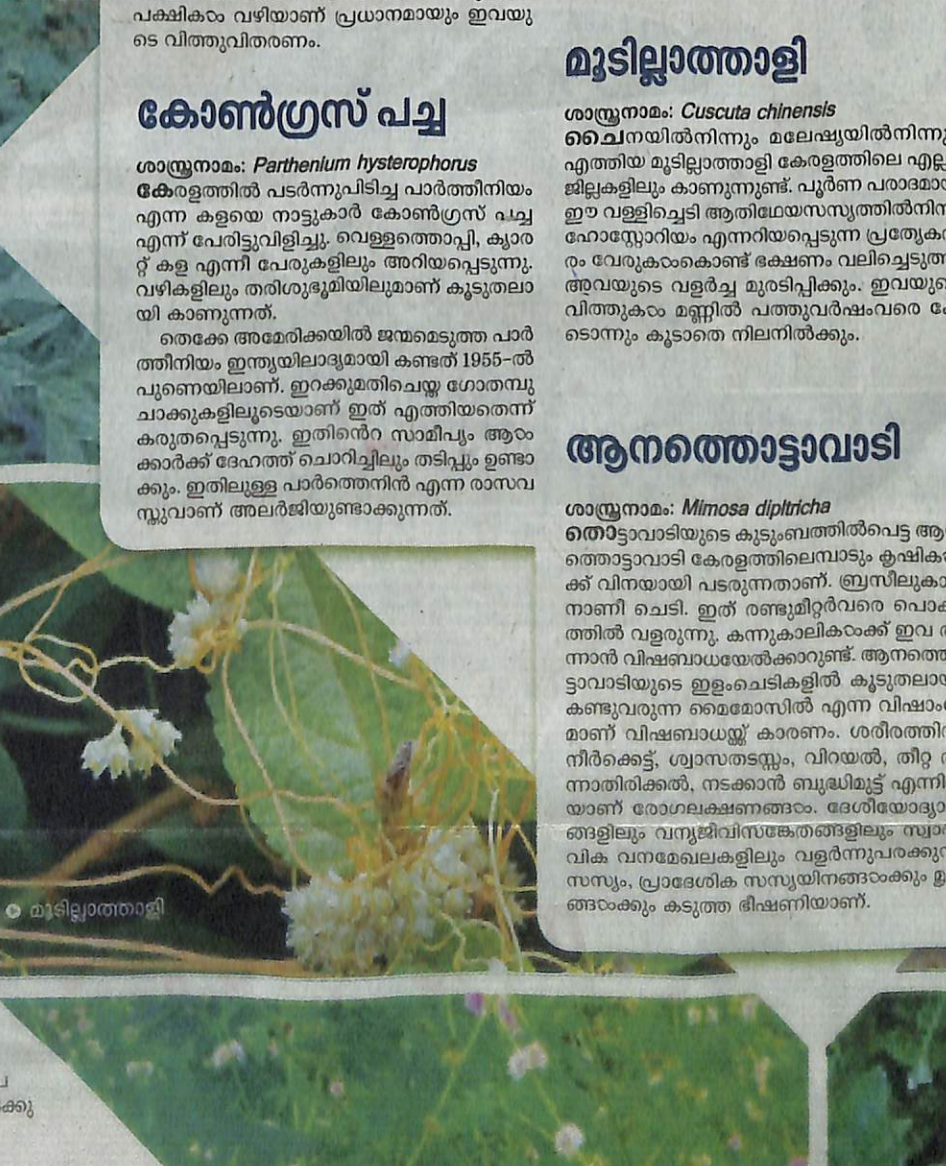 പക്ഷികൾ വഴിയാണ് പ്രധാനമായും ഇവയു
ടെ വിത്തുവിതരണം.
കോൺഗ്രസ് പച്ച
ശാസ്ത്രനാമം: Parthenium hysterophorus
കേരളത്തിൽ പടർന്നുപിടിച്ച പാർത്തീനിയം
എന്ന കളയെ നാട്ടുകാർ കോൺഗ്രസ് പച്ച
എന്ന് പേരിട്ടുവിളിച്ചു. വെള്ളത്തൊപ്പി, ക്യാര
റ്റ് കള എന്നീ പേരുകളിലും അറിയപ്പെടുന്നു.
വഴികളിലും തരിശുഭൂമിയിലുമാണ് കൂടുതലാ
യി കാണുന്നത്.
തെക്കേ അമേരിക്കയിൽ ജന്മമെടുത്ത പാർ
ത്തീനിയം ഇന്ത്യയിലാദ്യമായി കണ്ടത് 1955-ൽ
പുണെയിലാണ്. ഇറക്കുമതിചെയ്ത ഗോതമ്പു
ചാക്കുകളിലൂടെയാണ് ഇത് എത്തിയതെന്ന്
കരുതപ്പെടുന്നു. ഇതിന്റെ സാമീപ്യം ആൾ
ക്കാർക്ക് ദേഹത്ത് ചൊറിച്ചിലും തടിപ്പും ഉണ്ടാ
ക്കും. ഇതിലുള്ള പാർത്തെനിൻ എന്ന രാസവ
സ്തുവാണ് അലർജിയുണ്ടാക്കുന്നത്.
മൂടില്ലാത്താളി
ശാസ്ത്രനാമം: Cuscuta chinensis
ചൈനയിൽനിന്നും മലേഷ്യയിൽനിന്നു
എത്തിയ മൂടില്ലാത്താളി കേരളത്തിലെ എല്ല
ജില്ലകളിലും കാണുന്നുണ്ട്. പൂർണ പരാദമായ
ഈ വള്ളിച്ചെടി ആതിഥേയസസ്യത്തിൽനിന്ന
ഹോസ്റ്റോറിയം എന്നറിയപ്പെടുന്ന പ്രത്യേകത
രം വേരുകൾകൊണ്ട് ഭക്ഷണം വലിച്ചെടുത്ത
അവയുടെ വളർച്ച മുരടിപ്പിക്കും. ഇവയുടെ
വിത്തുകൾ മണ്ണിൽ പത്തുവർഷംവരെ കേ
ടൊന്നും കൂടാതെ നിലനിൽക്കും.
ആനത്തൊട്ടാവാടി
ശാസ്ത്രനാമം: Mimosa dipltricha
തൊട്ടാവാടിയുടെ കുടുംബത്തിൽപെട്ട ആന
ത്തൊട്ടാവാടി കേരളത്തിലെമ്പാടും കൃഷികൾ
ക്ക് വിനയായി പടരുന്നതാണ്. ബ്രസീലുകാ
നാണീ ചെടി. ഇത് രണ്ടുമീറ്റർവരെ പൊക
ത്തിൽ വളരുന്നു. കന്നുകാലികൾക്ക് ഇവ
ന്നാൻ വിഷബാധയേൽക്കാറുണ്ട്. ആനത്തൊ
ട്ടാവാടിയുടെ ഇളംചെടികളിൽ കൂടുതലായ
കണ്ടുവരുന്ന മൈമോസിൽ എന്ന വിഷാംശ
മാണ് വിഷബാധയ്ക്ക് കാരണം. ശരീരത്തിൽ
നീർക്കെട്ട്, ശ്വാസതടസ്സം, വിറയൽ, തീറ്റ
ന്നാതിരിക്കൽ, നടക്കാൻ ബുദ്ധിമുട്ട് എന്നി
യാണ് രോഗലക്ഷണങ്ങൾ. ദേശീയോദ്യാ
ങ്ങളിലും വന്യജീവിസങ്കേതങ്ങളിലും സ്വാഭ
വിക വനമേഖലകളിലും വളർന്നുപരക്കുന്ന
സസ്യം, പ്രാദേശിക സസ്യയിനങ്ങൾക്കും
ങ്ങൾക്കും കടുത്ത ഭീഷണിയാണ്.
മൂടില്ലാത്താളി